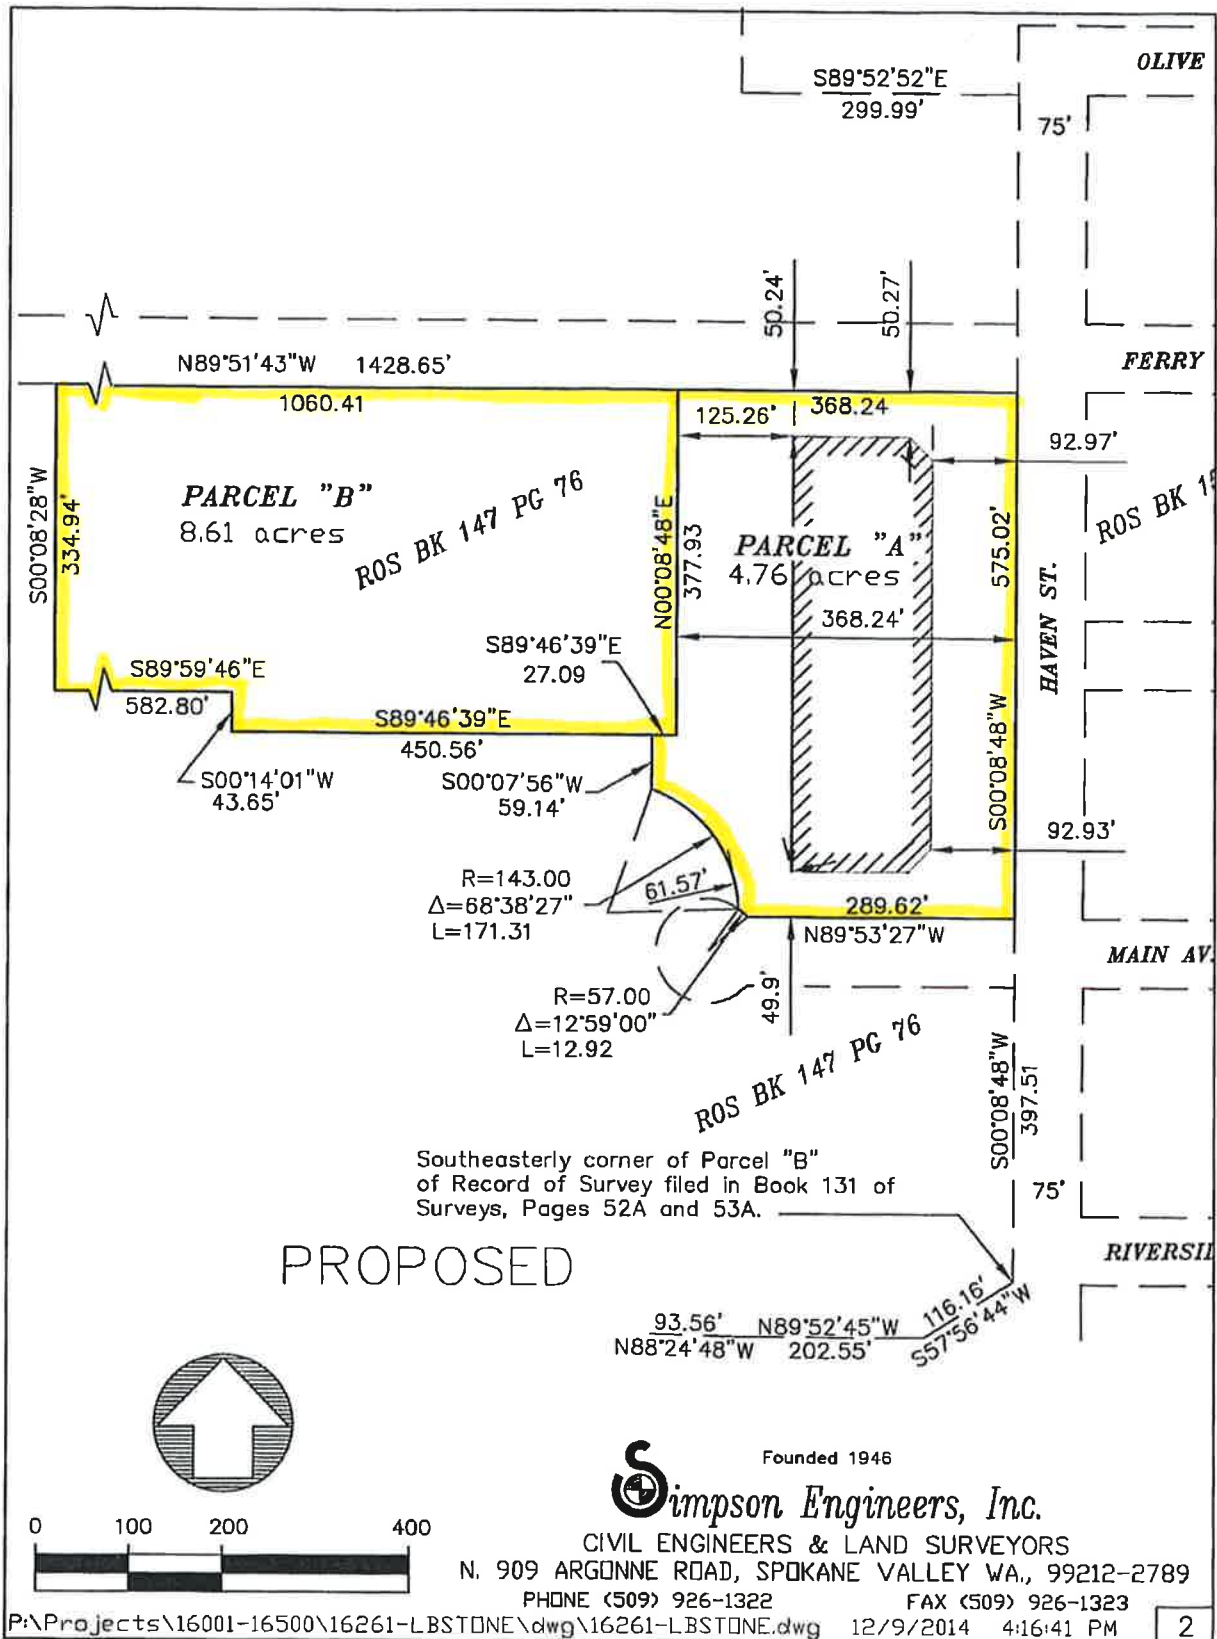 OLIVE
S89°52'52"E
299.99'
75'
50.24'
50.27'
N89°51'43"W 1428.65'
FERRY
1060.41
368.24
125.26'
92.97'
S00°08'28"W
334.94'
PARCEL "B"
8.61 acres
ROS BK 147 PG 76
N00°08'48"E
377.93
PARCEL "A"
4.76 acres
575.02'
ROS BK
368.24'
HAVEN ST.
S89°46'39"E
27.09
S89°59'46"E
582.80'
S89°46'39"E
450.56'
S00°14'01"W
43.65'
S00°07'56"W
59.14'
S00°08'48"W
92.93'
R=143.00
Δ=68°38'27"
L=171.31
61.57'
289.62'
N89°53'27"W
MAIN AV.
R=57.00
Δ=12°59'00"
L=12.92
49.9'
ROS BK 147 PG 76
S00°08'48"W
397.51
Southeasterly corner of Parcel "B"
of Record of Survey filed in Book 131 of
Surveys, Pages 52A and 53A.
75'
PROPOSED
RIVERSI
93.56'
N88°24'48"W
N89°52'45"W
202.55'
116.16'
S57°56'44"W
Founded 1946
Simpson Engineers, Inc.
0 100 200 400
CIVIL ENGINEERS & LAND SURVEYORS
N. 909 ARGONNE ROAD, SPOKANE VALLEY WA., 99212-2789
PHONE (509) 926-1322 FAX (509) 926-1323
P:\Projects\16001-16500\16261-LBSTONE\dwg\16261-LBSTONE.dwg 12/9/2014 4:16:41 PM 2